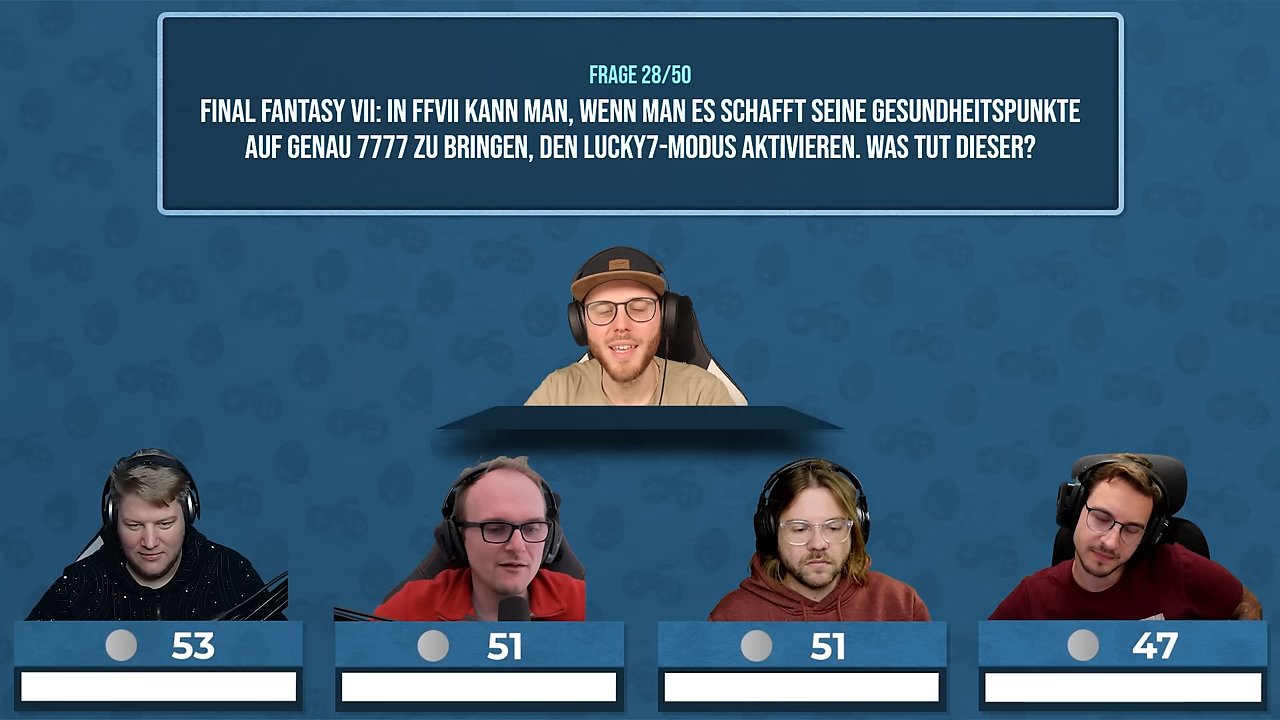 FRAGE 28/50
FINAL FANTASY VII: IN FFVII KANN MAN, WENN MAN ES SCHAFFT SEINE GESUNDHEITSPUNKTE
AUF GENAU 7777 ZU BRINGEN, DEN LUCKY7-MODUS AKTIVIEREN. WAS TUT DIESER?
53
51
51
47